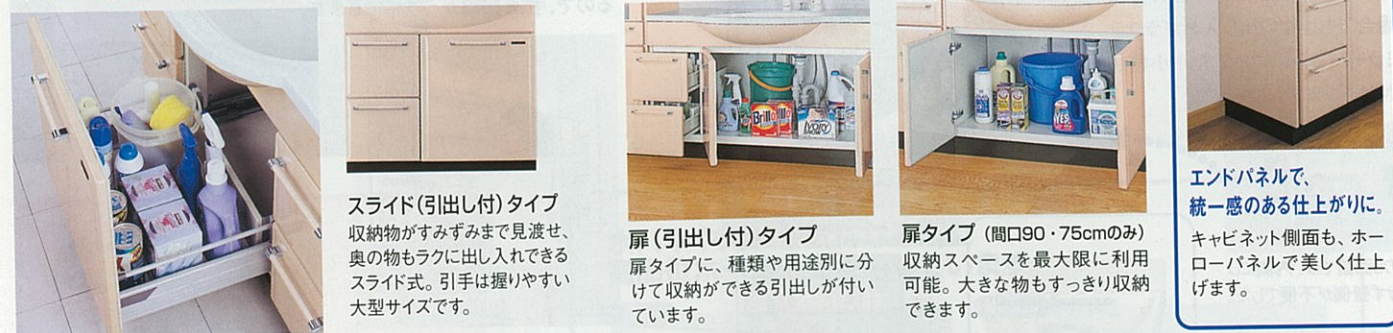 スライド（引出し付）タイプ
収納物がすみずみまで見渡せ、
奥の物もラクに出し入れできる
スライド式。引手は握りやすい
大型サイズです。
扉（引出し付）タイプ
扉タイプに、種類や用途別に分
けて収納ができる引出しが付い
ています。
扉タイプ（間口90・75cmのみ）
収納スペースを最大限に利用
可能。大きな物もすっきり収納
できます。
エンドパネルで、
統一感のある仕上がりに。
キャビネット側面も、ホー
ローパネルで美しく仕上
げます。
Brillo
YES